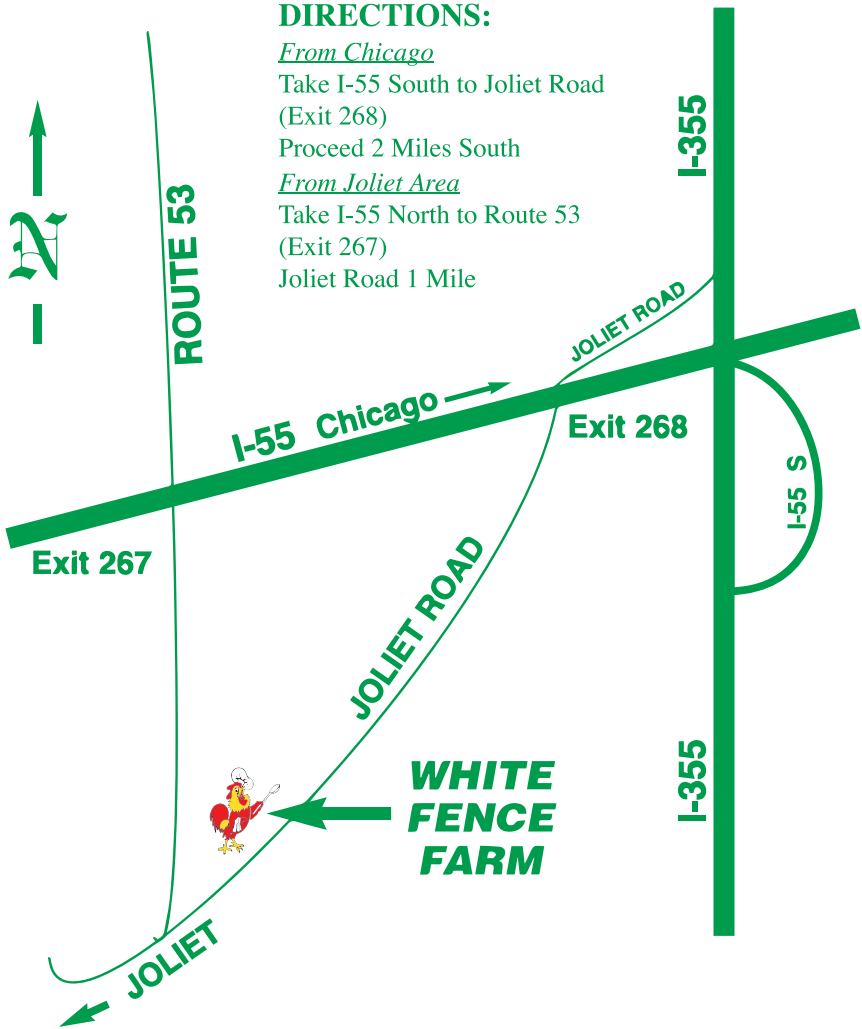 DIRECTIONS:
From Chicago
Take I-55 South to Joliet Road
(Exit 268)
Proceed 2 Miles South
From Joliet Area
Take I-55 North to Route 53
(Exit 267)
Joliet Road 1 Mile
I-355
N
ROUTE 53
JOLIET ROAD
I-55 Chicago
Exit 268
I-55 S
Exit 267
JOLIET ROAD
I-355
WHITE
FENCE
FARM
JOLIET